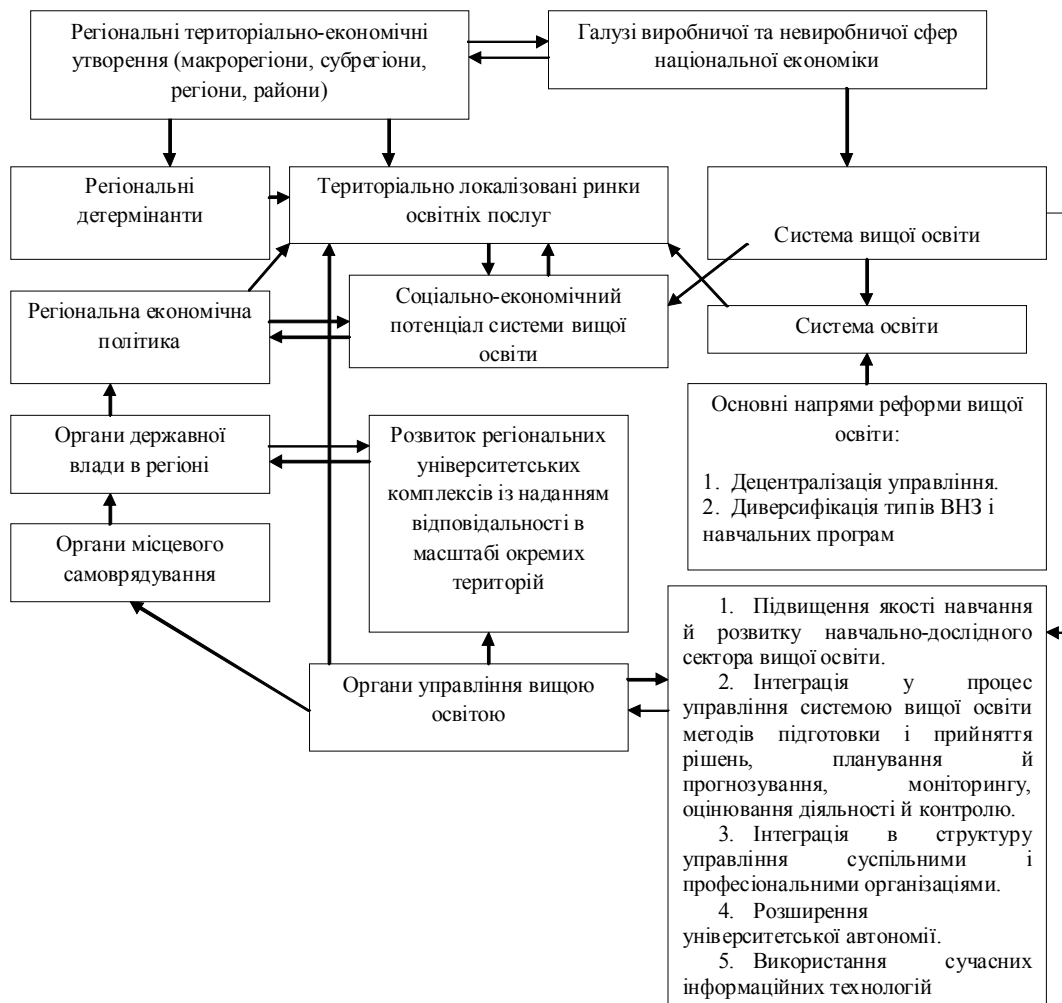 Регіональні територіально-економічні
утворення (макрорегіони, субрегіони,
регіони, райони)
Галузі виробничої та невиробничої сфер
національної економіки
Регіональні
детермінанти
Територіально локалізовані ринки
освітніх послуг
Система вищої освіти
Регіональна економічна
політика
Соціально-економічний
потенціал системи вищої
освіти
Система освіти
Органи державної
влади в регіоні
Розвиток регіональних
університетських
комплексів із наданням
відповідальності в
масштабі окремих
територій
Основні напрями реформи вищої
освіти:
1. Децентралізація управління.
2. Диверсифікація типів ВНЗ і
навчальних програм
Органи місцевого
самоврядування
Органи управління вищою
освітою
1. Підвищення якості навчання
й розвитку навчально-дослідного
сектора вищої освіти.
2. Інтеграція у процес
управління системою вищої освіти
методів підготовки і прийняття
рішень, планування й
прогнозування, моніторингу,
оцінювання діяльності й контролю.
3. Інтеграція в структуру
управління суспільними і
професіональними організаціями.
4. Розширення
університетської автономії.
5. Використання сучасних
інформаційних технологій